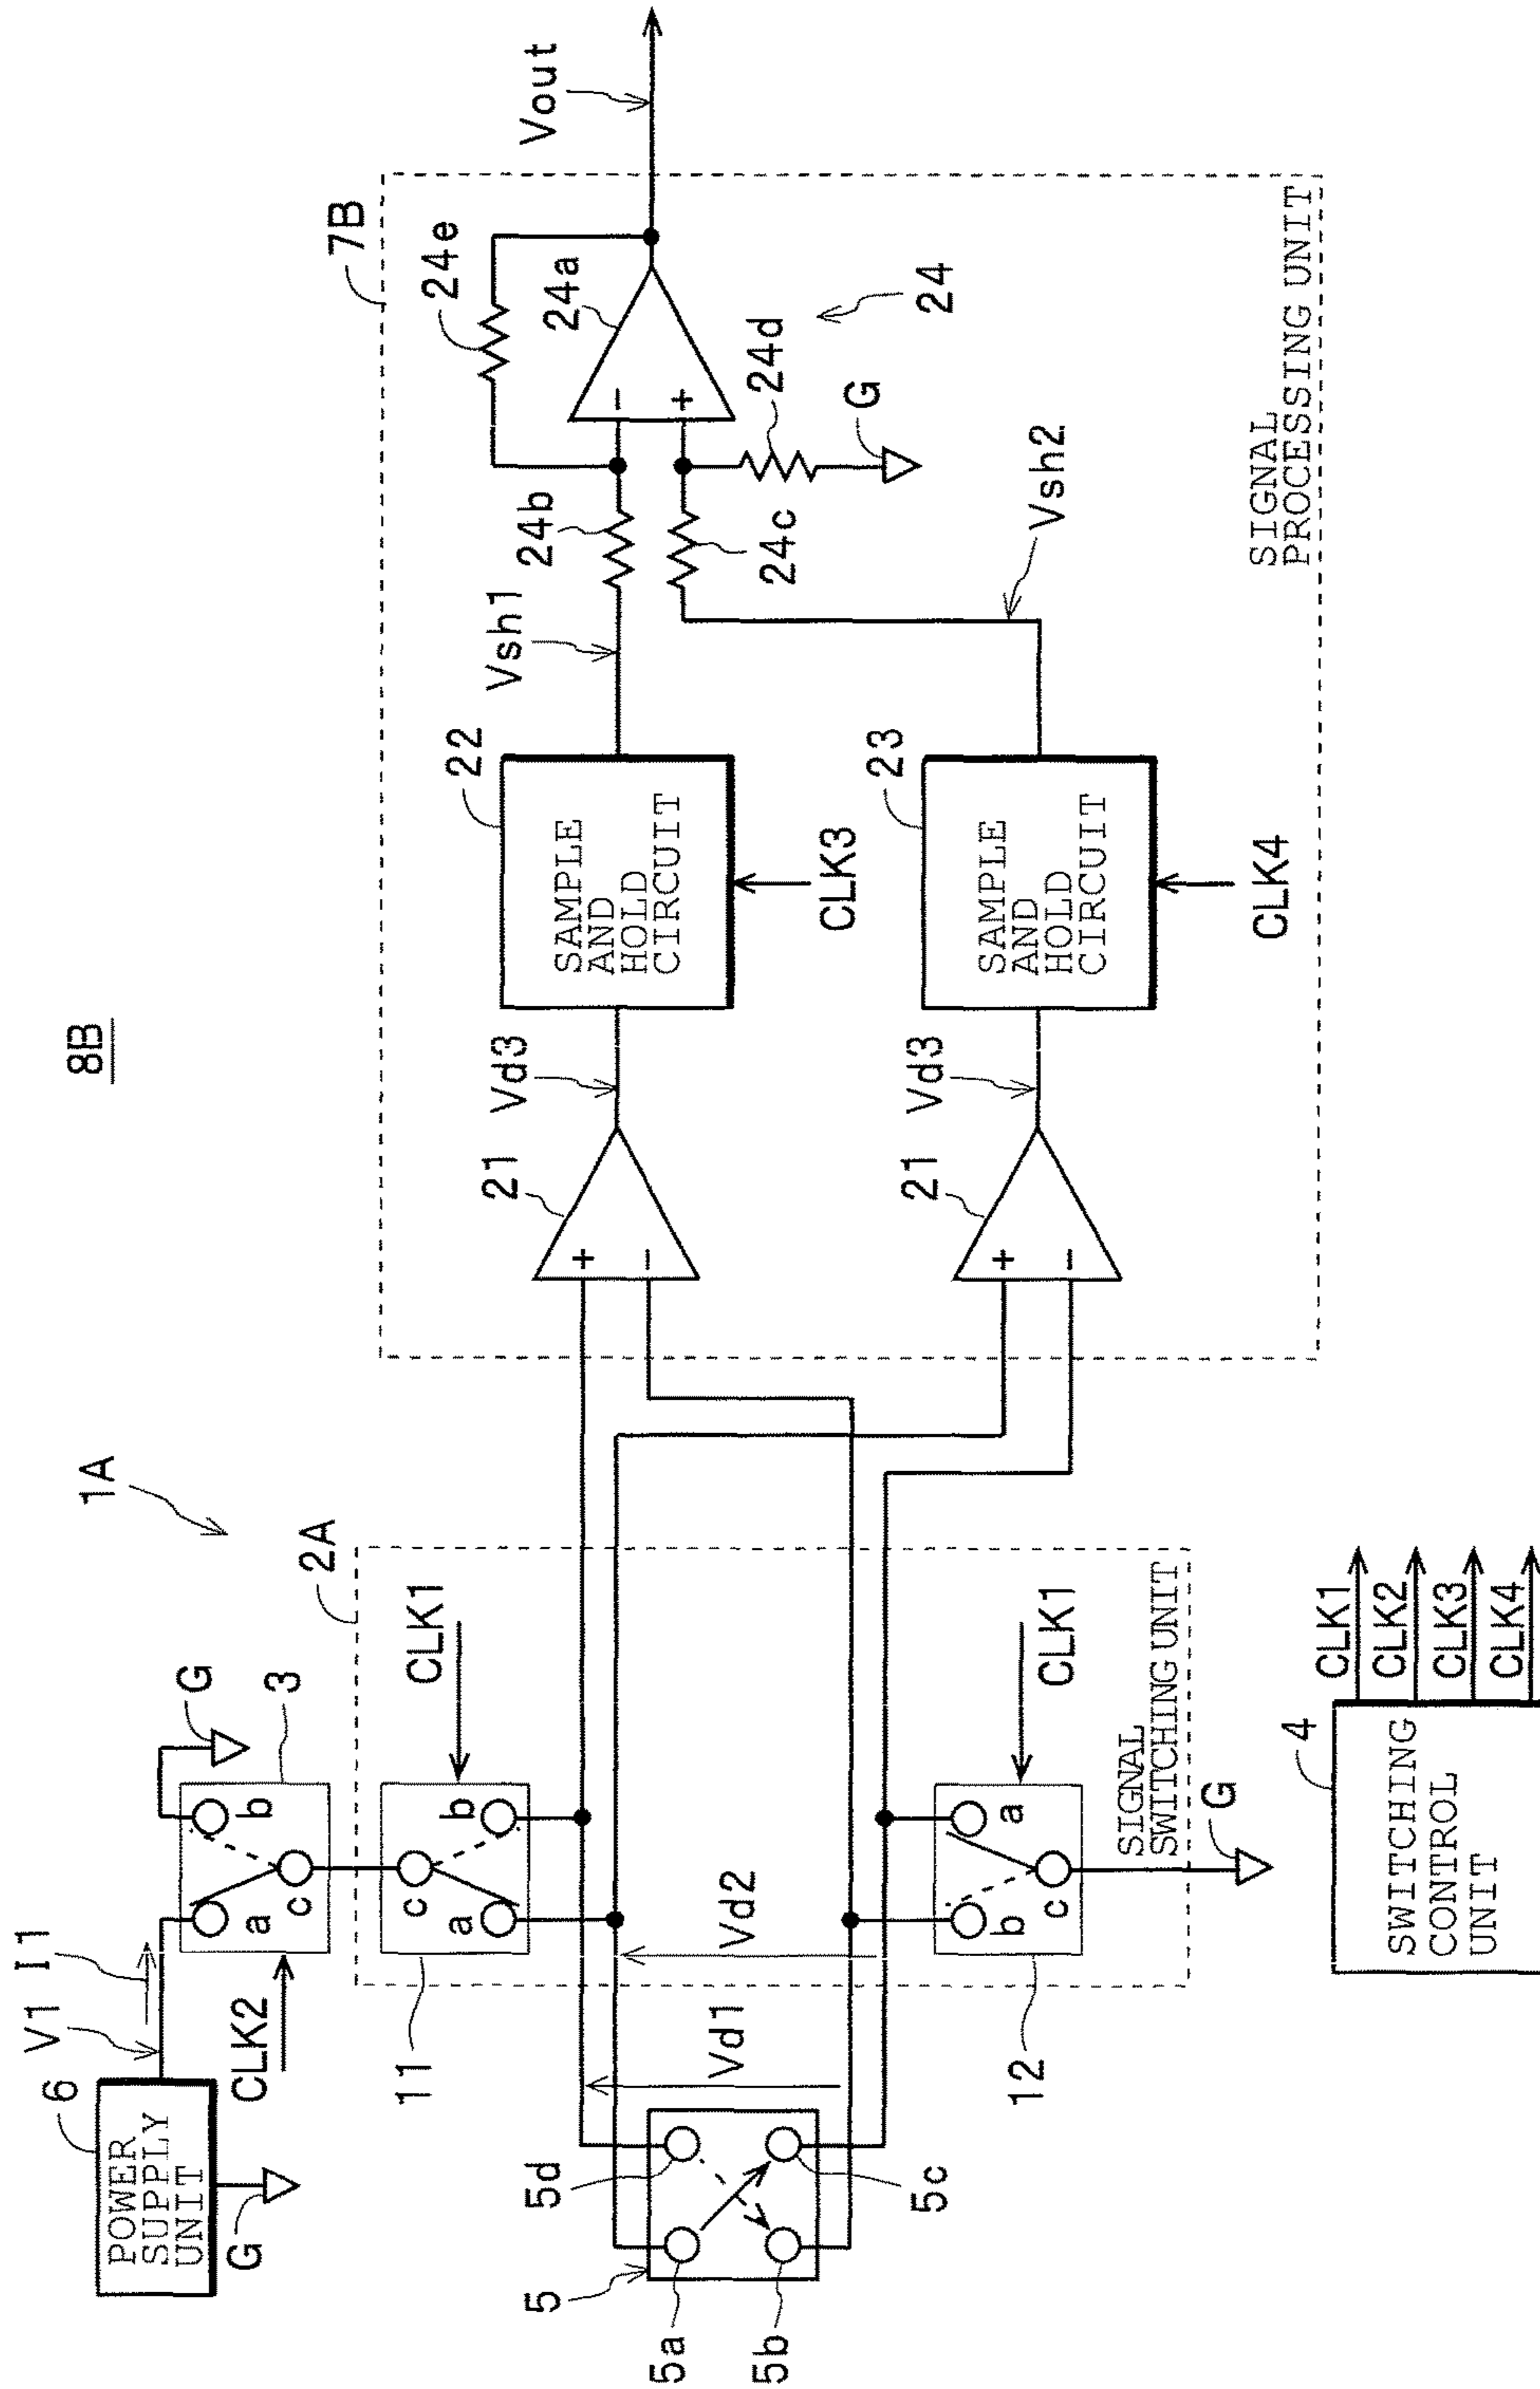 8B
1A
POWER
SUPPLY
UNIT
6
G
V1
I1
CLK2
a
b
c
3
G
2A
11
c
a
b
CLK1
Vd1
Vd2
5
5a
5b
5c
5d
12
b
a
c
CLK1
G
SIGNAL
SWITCHING UNIT
4
SWITCHING
CONTROL
UNIT
CLK1
CLK2
CLK3
CLK4
7B
21
+
-
Vd3
22
SAMPLE
AND
HOLD
CIRCUIT
CLK3
Vsh1
21
+
-
Vd3
23
SAMPLE
AND
HOLD
CIRCUIT
CLK4
Vsh2
24b
24c
24d
G
24e
24a
-
+
24
Vout
SIGNAL
PROCESSING UNIT